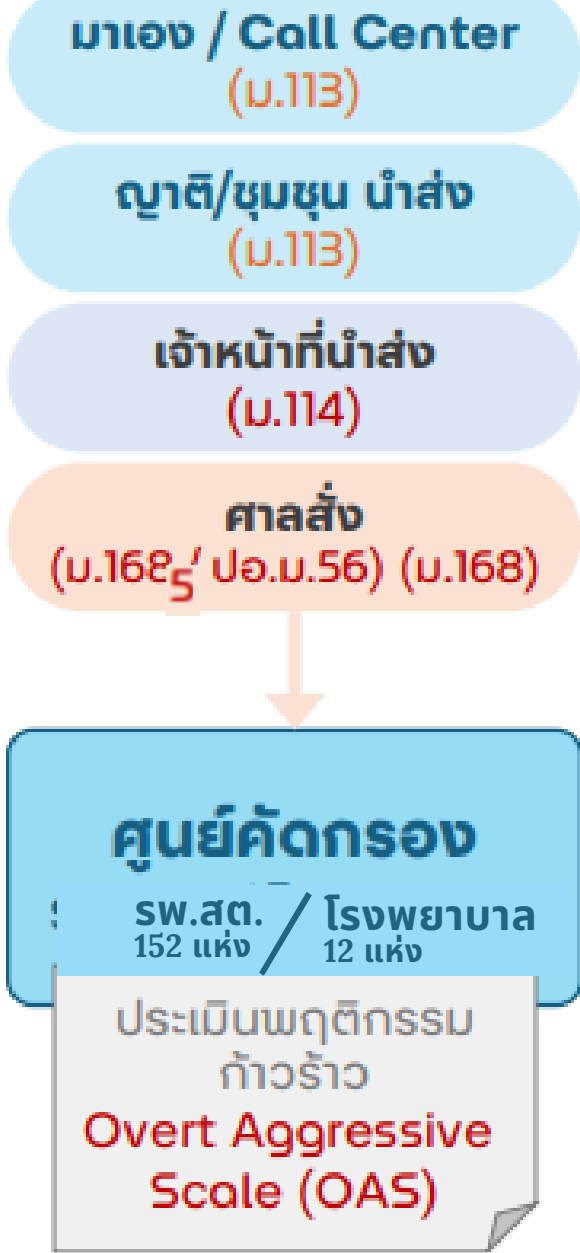 มาเอง / Call Center
(ม.113)
ญาติ/ชุมชน นำส่ง
(ม.113)
เจ้าหน้าที่นำส่ง
(ม.114)
ศาลสั่ง
(ม.165/ ปอ.ม.56) (ม.168)
ศูนย์คัดกรอง
รพ.สต. / โรงพยาบาล
152 แห่ง 12 แห่ง
ประเมินพฤติกรรม
ก้าวร้าว
Overt Aggressive
Scale (OAS)